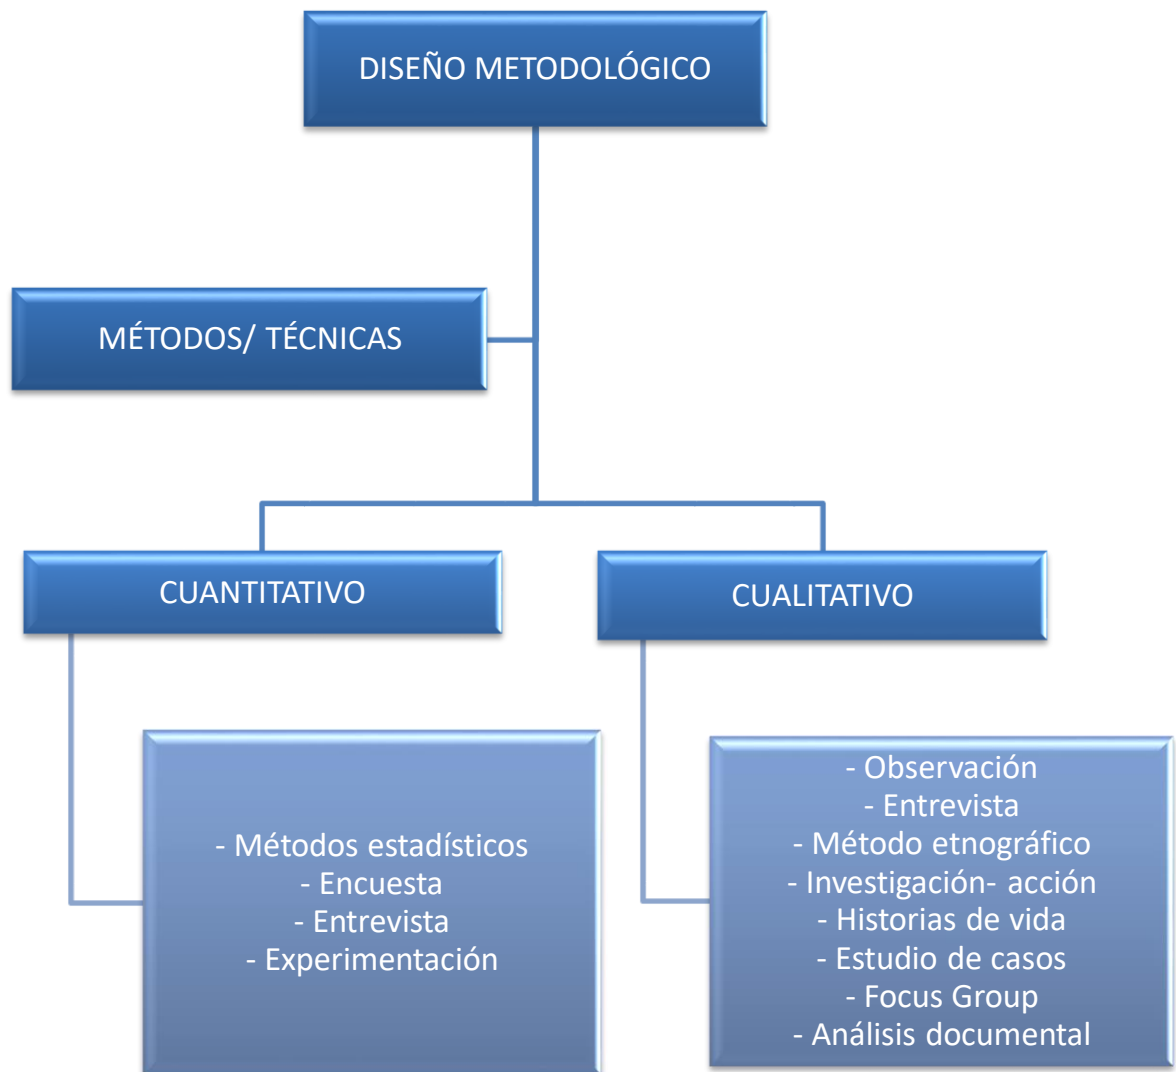 DISEÑO METODOLÓGICO
MÉTODOS/ TÉCNICAS
CUANTITATIVO
CUALITATIVO
- Métodos estadísticos
- Encuesta
- Entrevista
- Experimentación
- Observación
- Entrevista
- Método etnográfico
- Investigación- acción
- Historias de vida
- Estudio de casos
- Focus Group
- Análisis documental